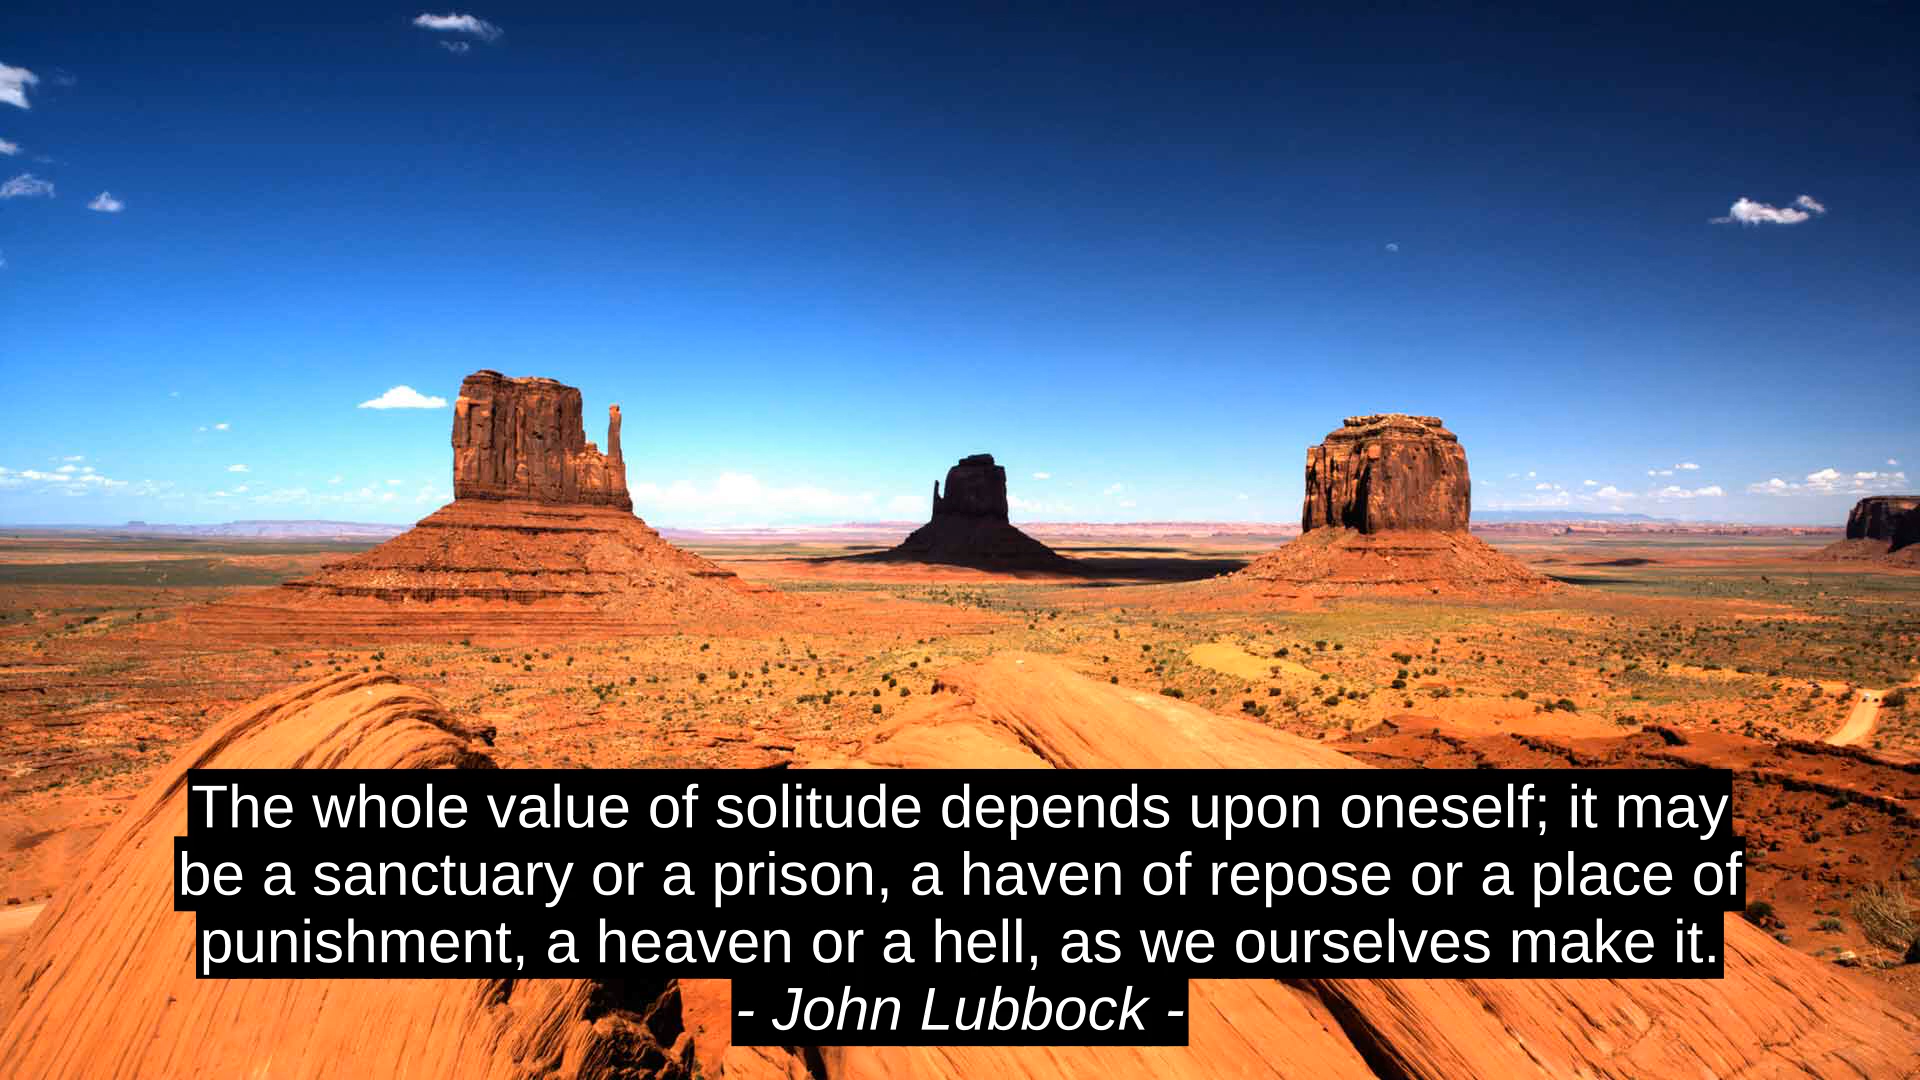 The whole value of solitude depends upon oneself; it may
be a sanctuary or a prison, a haven of repose or a place of
punishment, a heaven or a hell, as we ourselves make it.
- John Lubbock -